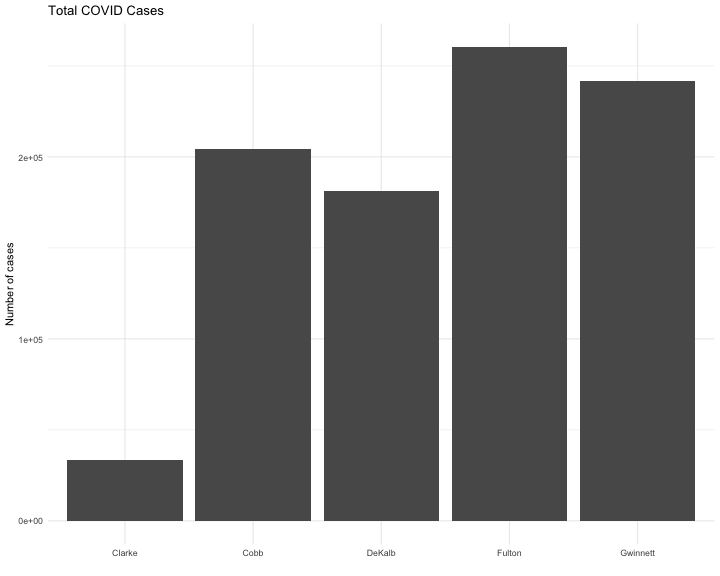 Total COVID Cases
Number of cases
2e+05
1e+05
0e+00
Clarke
Cobb
DeKalb
Fulton
Gwinnett